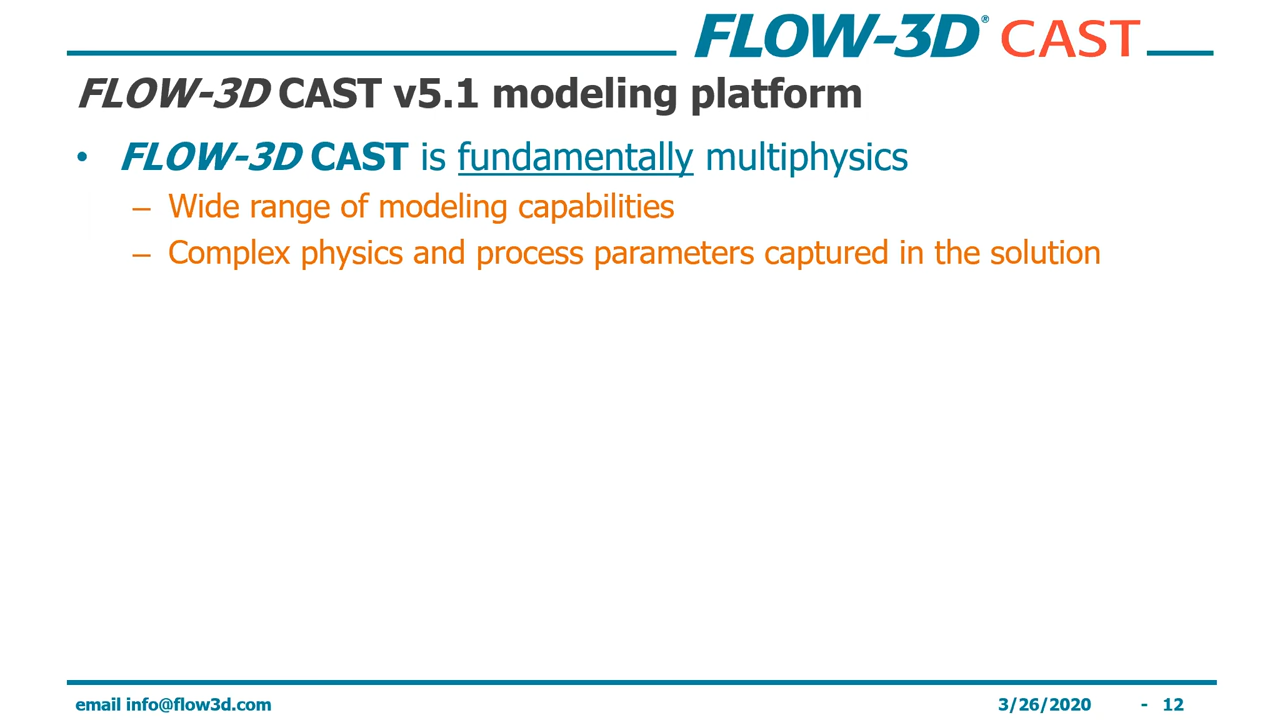 FLOW-3D® CAST
FLOW-3D CAST v5.1 modeling platform
• FLOW-3D CAST is fundamentally multiphysics
– Wide range of modeling capabilities
– Complex physics and process parameters captured in the solution
email info@flow3d.com 3/26/2020 - 12